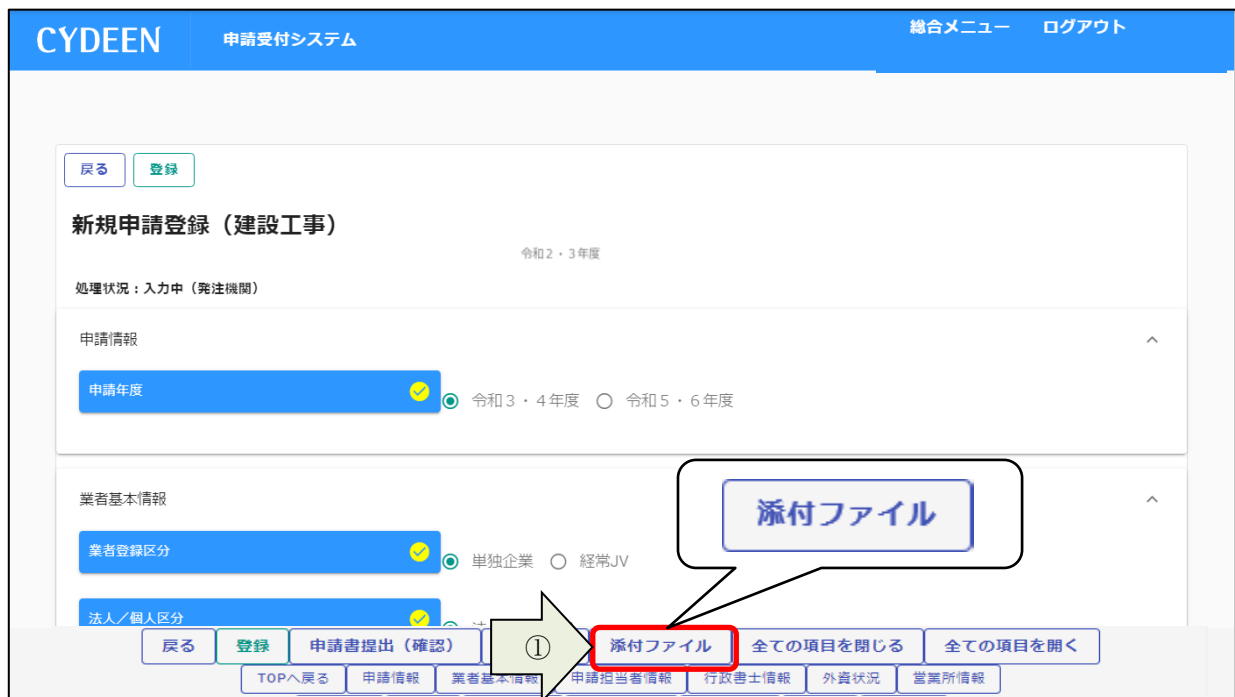 CYDEEN 申請受付システム 総合メニュー ログアウト
戻る 登録
新規申請登録（建設工事）
令和2・3年度
処理状況：入力中（発注機関）
申請情報
申請年度 令和3・4年度 令和5・6年度
業者基本情報
添付ファイル
業者登録区分 単独企業 経常JV
法人／個人区分
戻る 登録 申請書提出（確認） ① 添付ファイル 全ての項目を閉じる 全ての項目を開く
TOPへ戻る 申請情報 業者基本情報 申請担当者情報 行政書士情報 外資状況 営業所情報